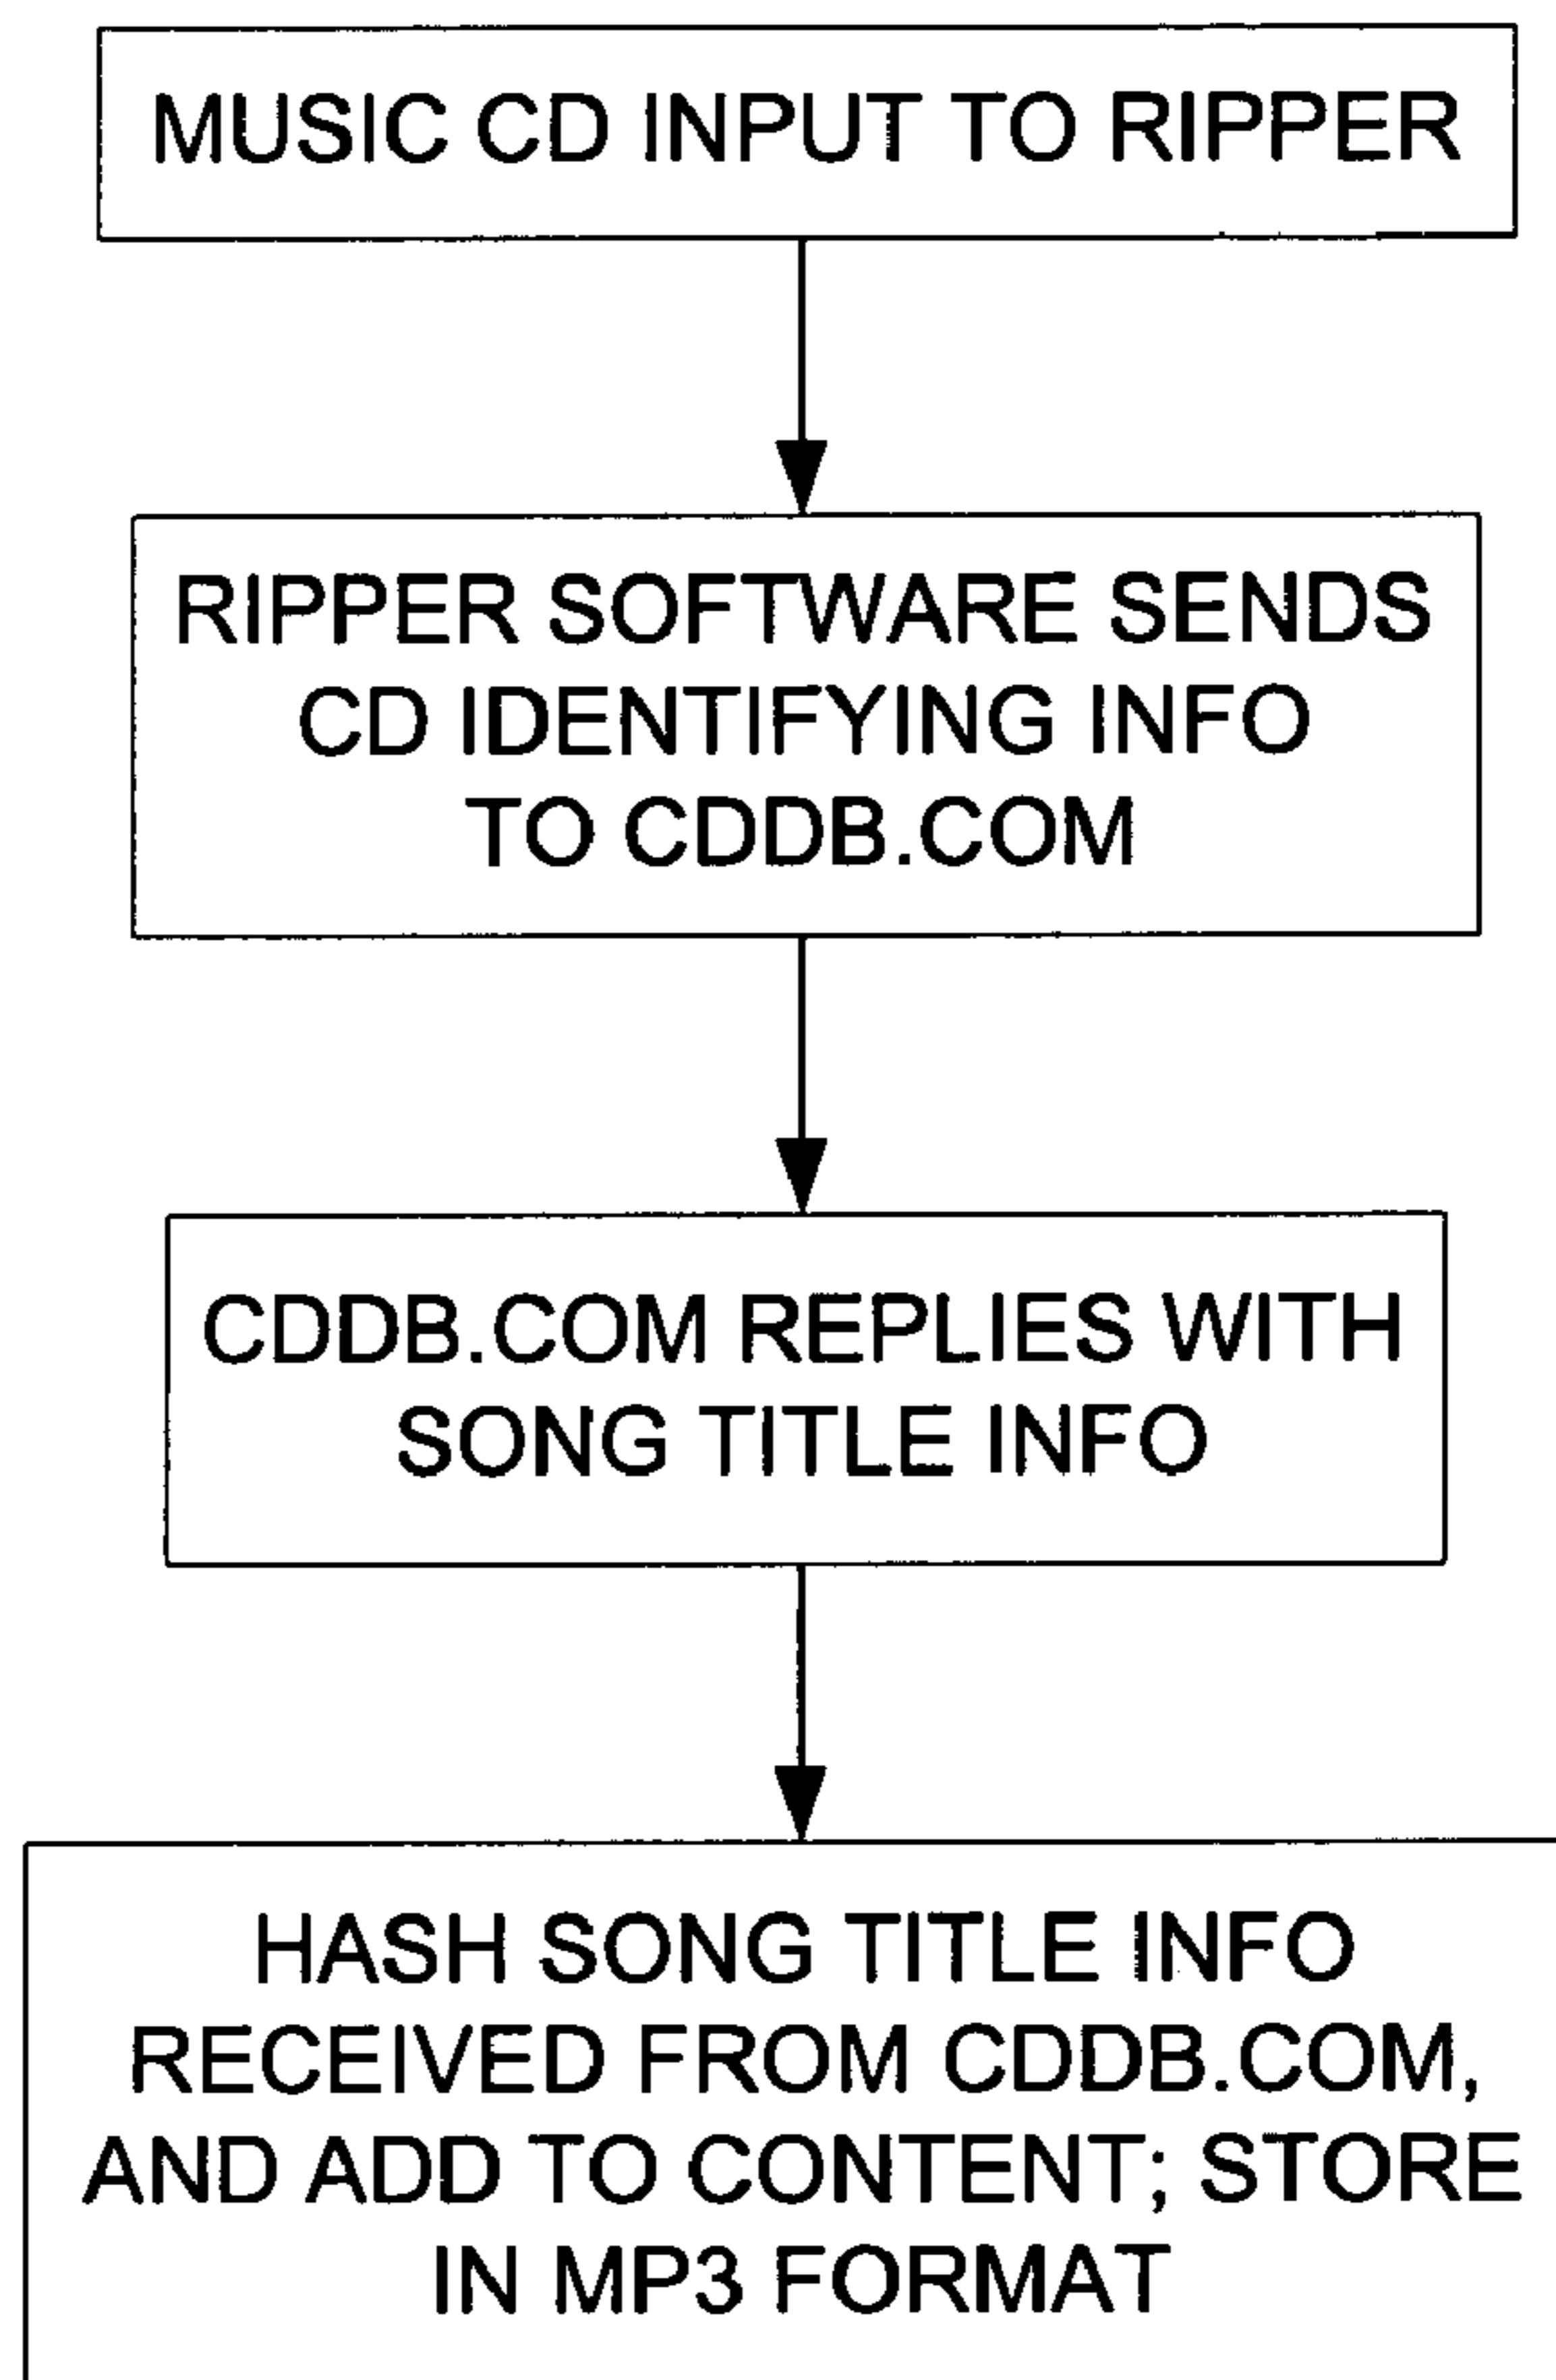 MUSIC CD INPUT TO RIPPER
RIPPER SOFTWARE SENDS
CD IDENTIFYING INFO
TO CDDB.COM
CDDB.COM REPLIES WITH
SONG TITLE INFO
HASH SONG TITLE INFO
RECEIVED FROM CDDB.COM,
AND ADD TO CONTENT; STORE
IN MP3 FORMAT